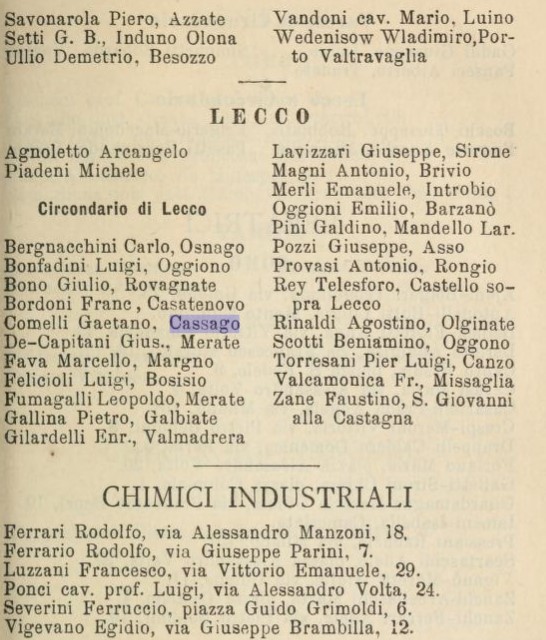 Savonarola Piero, Azzate
Setti G. B., Induno Olona
Ullio Demetrio, Besozzo
Vandoni cav. Mario, Luino
Wedenisow Wladimiro,Por-
to Valtravaglia
LECCO
Agnoletto Arcangelo
Piadeni Michele
Circondario di Lecco
Bergnacchini Carlo, Osnago
Bonfadini Luigi, Oggiono
Bono Giulio, Rovagnate
Bordoni Franc , Casatenovo
Comelli Gaetano, Cassago
De-Capitani Gius., Merate
Fava Marcello, Margno
Felicioli Luigi, Bosisio
Fumagalli Leopoldo, Merate
Gallina Pietro, Galbiate
Gilardelli Enr., Valmadrera
Lavizzari Giuseppe, Sirone
Magni Antonio, Brivio
Merli Emanuele, Introbio
Oggioni Emilio, Barzanò
Pini Galdino, Mandello Lar.
Pozzi Giuseppe, Asso
Provasi Antonio, Rongio
Rey Telesforo, Castello so-
pra Lecco
Rinaldi Agostino, Olginate
Scotti Beniamino, Oggono
Torresani Pier Luigi, Canzo
Valcamonica Fr., Missaglia
Zane Faustino, S. Giovanni
alla Castagna
CHIMICI INDUSTRIALI
Ferrari Rodolfo, via Alessandro Manzoni, 18.
Ferrario Rodolfo, via Giuseppe Parini, 7.
Luzzani Francesco, via Vittorio Emanuele, 29.
Ponci cav. prof. Luigi, via Alessandro Volta, 24.
Severini Ferruccio, piazza Guido Grimoldi, 6.
Vigevano Egidio, via Giuseppe Brambilla, 12.